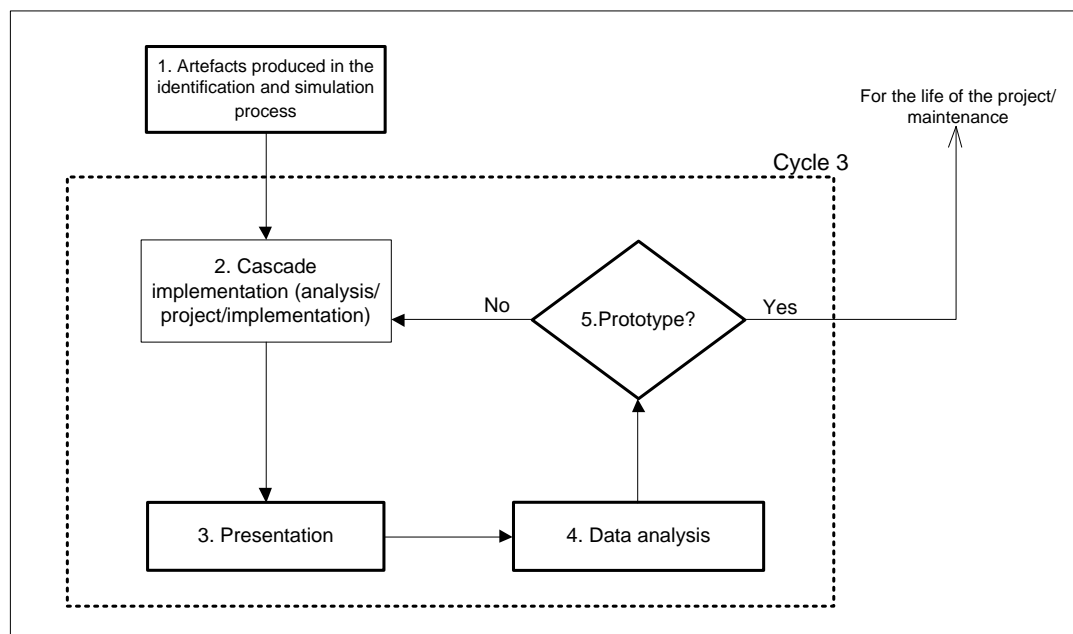 1. Artefacts produced in the
identification and simulation
process
For the life of the project/
maintenance
Cycle 3
2. Cascade
implementation (analysis/
project/implementation)
No
5.Prototype?
Yes
3. Presentation
4. Data analysis